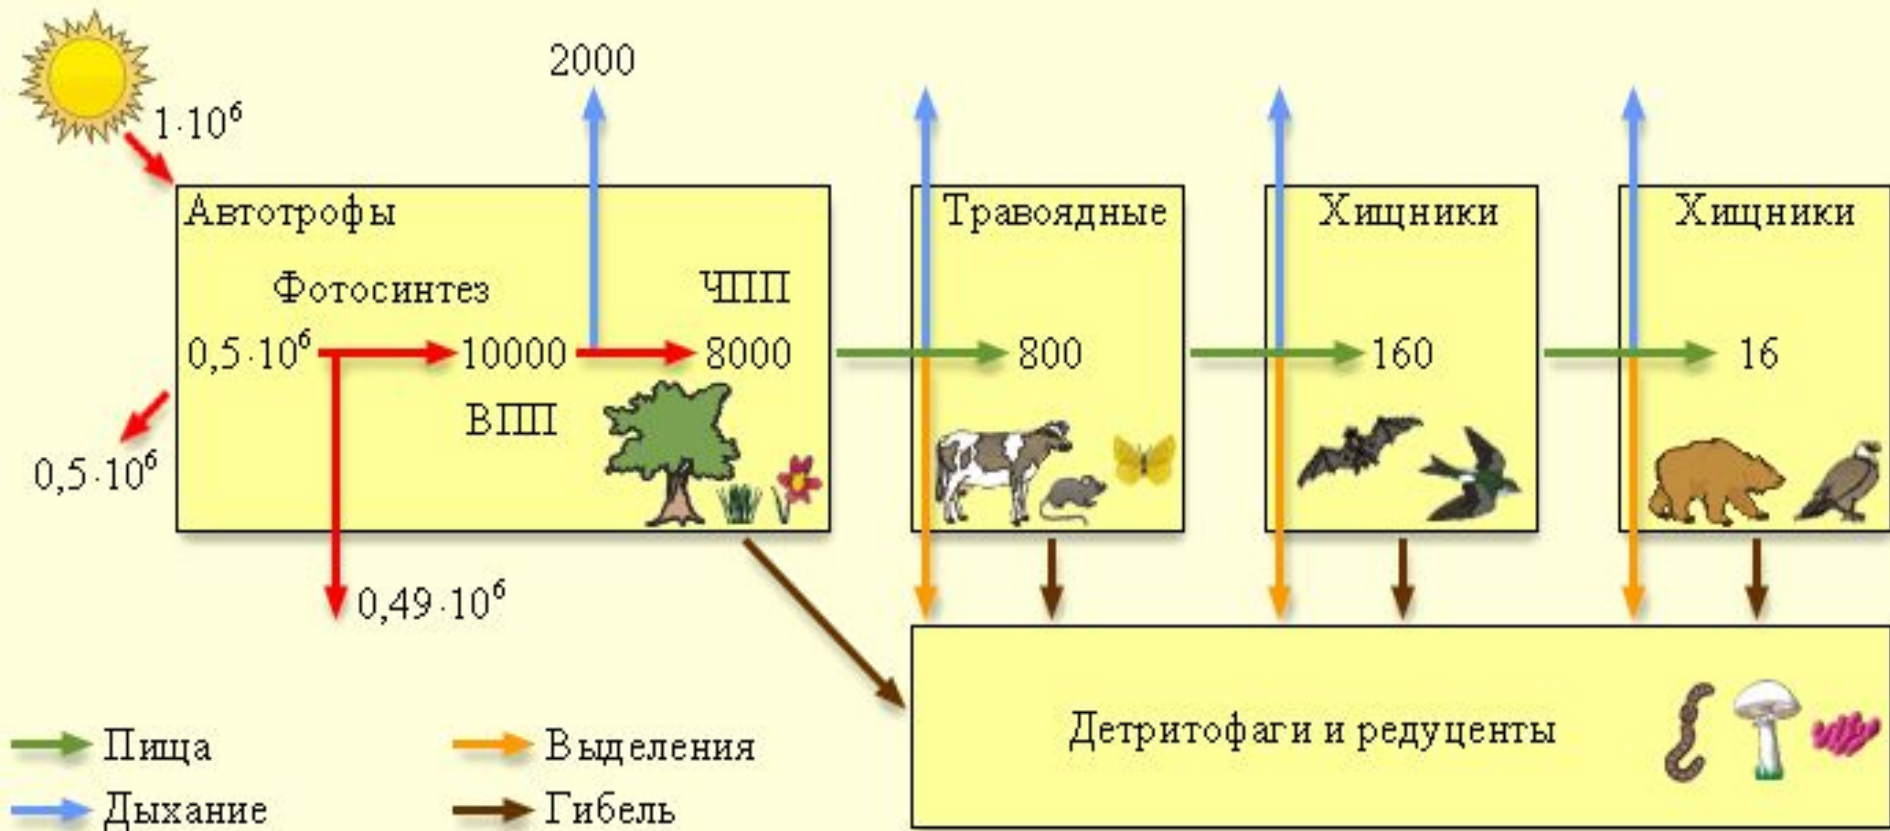 2000
1·10⁶
Автотрофы
Травоядные
Хищники
Хищники
Фотосинтез
ЧПП
0,5·10⁶
10000
8000
800
160
16
ВПП
0,5·10⁶
0,49·10⁶
Детритофаги и редуценты
Пища
Выделения
Дыхание
Гибель